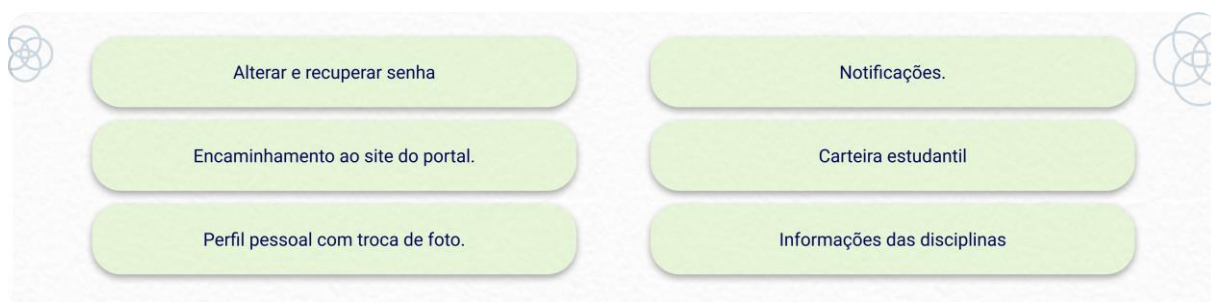 Alterar e recuperar senha
Notificações.
Encaminhamento ao site do portal.
Carteira estudantil
Perfil pessoal com troca de foto.
Informações das disciplinas